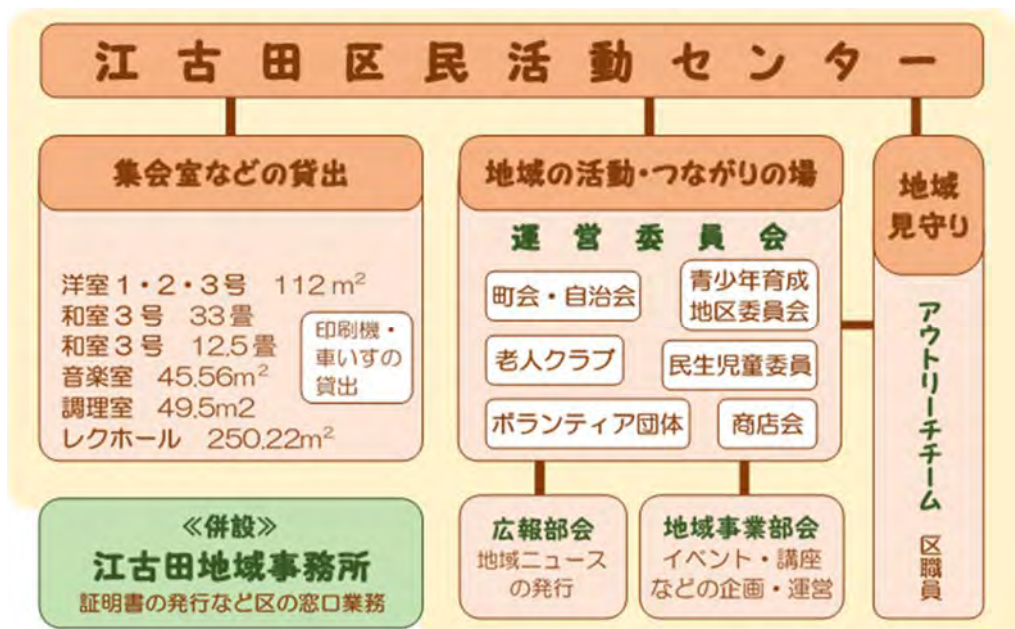 江古田区民活動センター
集会室などの貸出
洋室1・2・3号 112㎡
和室3号 33畳
和室3号 12.5畳
音楽室 45.56m²
調理室 49.5m2
レクホール 250.22m²
印刷機・
車いすの
貸出
地域の活動・つながりの場
運営委員会
町会・自治会
青少年育成
地区委員会
老人クラブ
民生児童委員
ボランティア団体
商店会
地域
見守り
アウトリーチチーム 区職員
≪併設≫
江古田地域事務所
証明書の発行など区の窓口業務
広報部会
地域ニュース
の発行
地域事業部会
イベント・講座
などの企画・運営